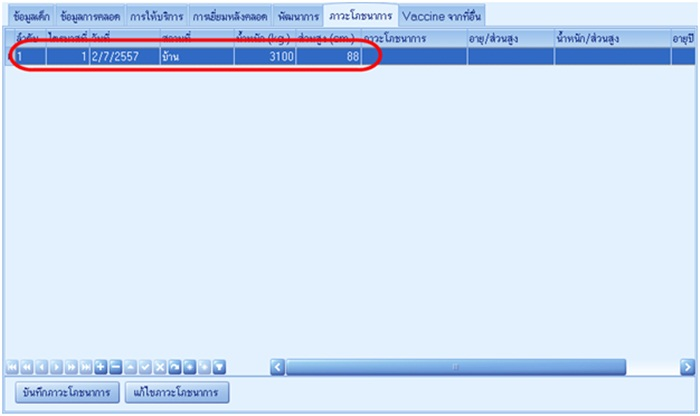 ข้อมูลเด็ก ข้อมูลการคลอด การให้บริการ การเยี่ยมหลังคลอด พัฒนาการ ภาวะโภชนาการ Vaccine จากที่อื่น
ลำดับ ไตรมาสที่ วันที่ สถานที่ น้ำหนัก (kg.) ส่วนสูง (cm.) ภาวะโภชนาการ อายุ/ส่วนสูง น้ำหนัก/ส่วนสูง อายุปี
1 1 2/7/2557 บ้าน 3100 88
บันทึกภาวะโภชนาการ แก้ไขภาวะโภชนาการ